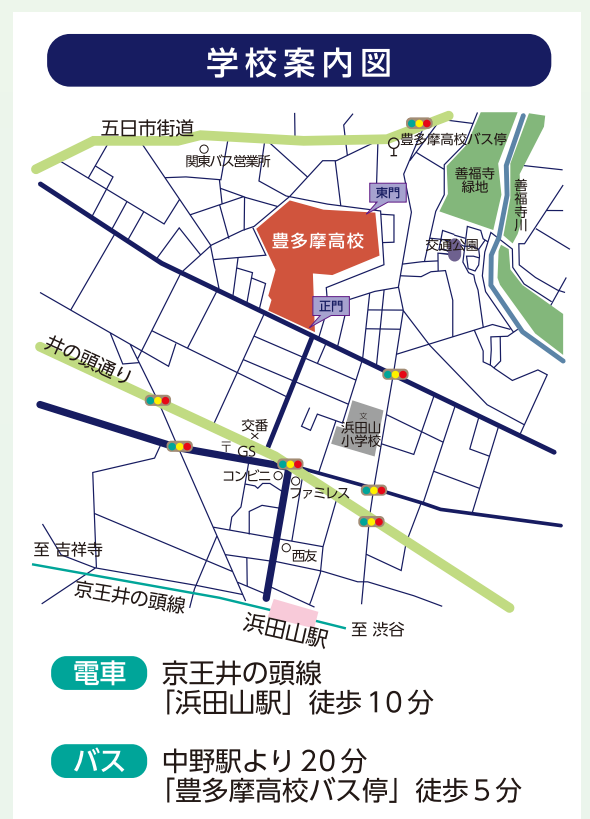 学校案内図
五日市街道
豊多摩高校バス停
関東バス営業所
善福寺
緑地
善福寺川
東門
豊多摩高校
交通公園
正門
井の頭通り
文
浜田山
小学校
交番
〒
GS
コンビニ
ファミレス
西友
至 吉祥寺
京王井の頭線
浜田山駅
至 渋谷
電車
京王井の頭線
「浜田山駅」徒歩10分
バス
中野駅より20分
「豊多摩高校バス停」徒歩5分